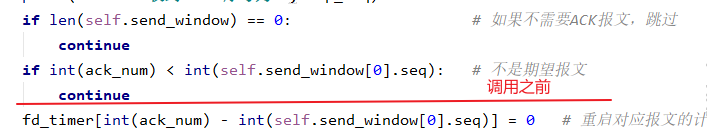 if len(self.send_window) == 0: # 如果不需要ACK报文，跳过
continue
if int(ack_num) < int(self.send_window[0].seq): # 不是期望报文
continue 调用之前
fd_timer[int(ack_num) - int(self.send_window[0].seq)] = 0 # 重启对应报文的计